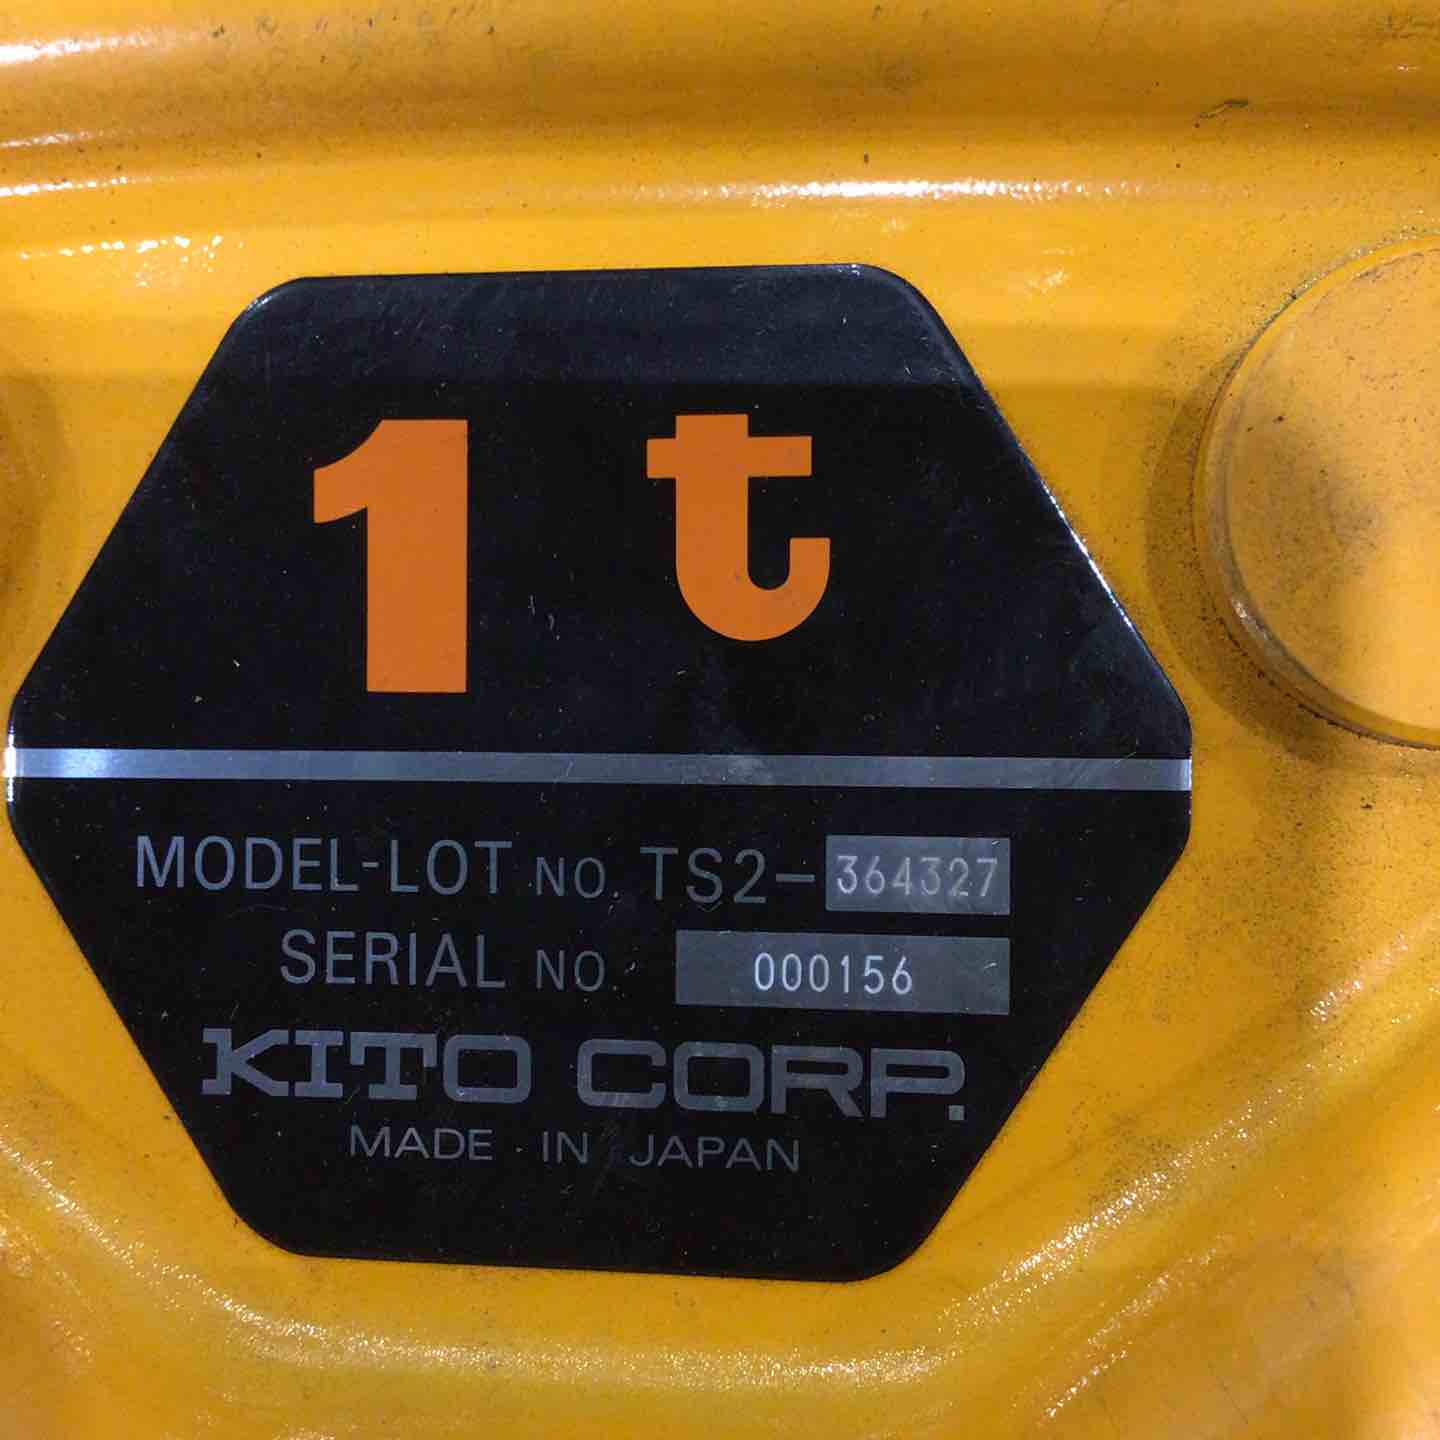 1 t
MODEL-LOT NO. TS2-364327
SERIAL NO. 000156
KITO CORP.
MADE IN JAPAN